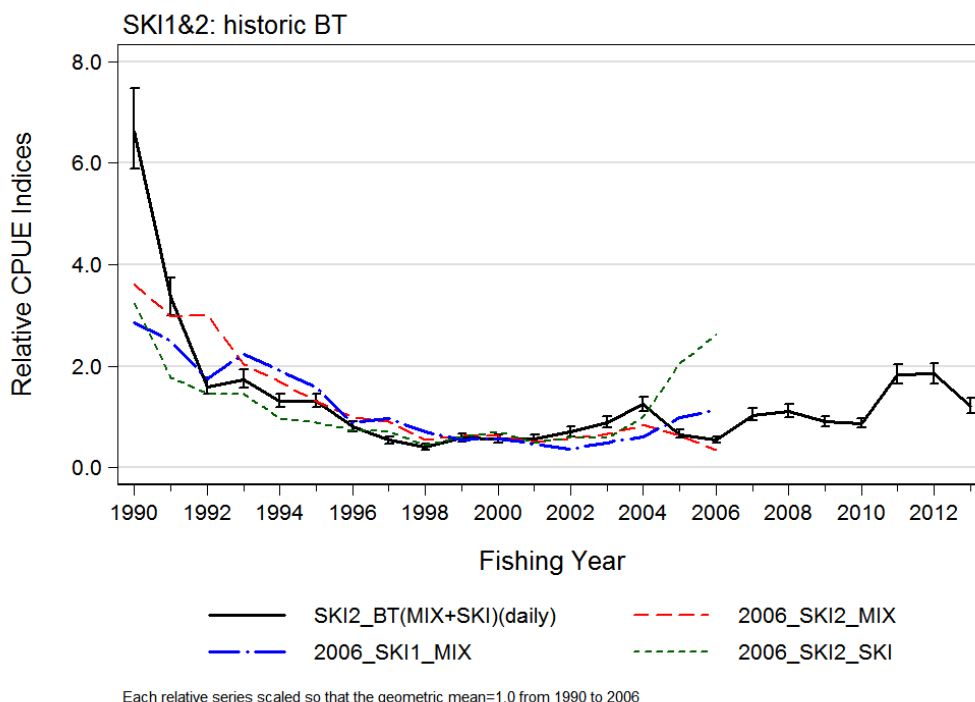 SKI1&2: historic BT
8.0
6.0
4.0
2.0
0.0
Relative CPUE Indices
1990 1992 1994 1996 1998 2000 2002 2004 2006 2008 2010 2012
Fishing Year
SKI2_BT(MIX+SKI)(daily) 2006_SKI2_MIX
2006_SKI1_MIX 2006_SKI2_SKI
Each relative series scaled so that the geometric mean=1.0 from 1990 to 2006